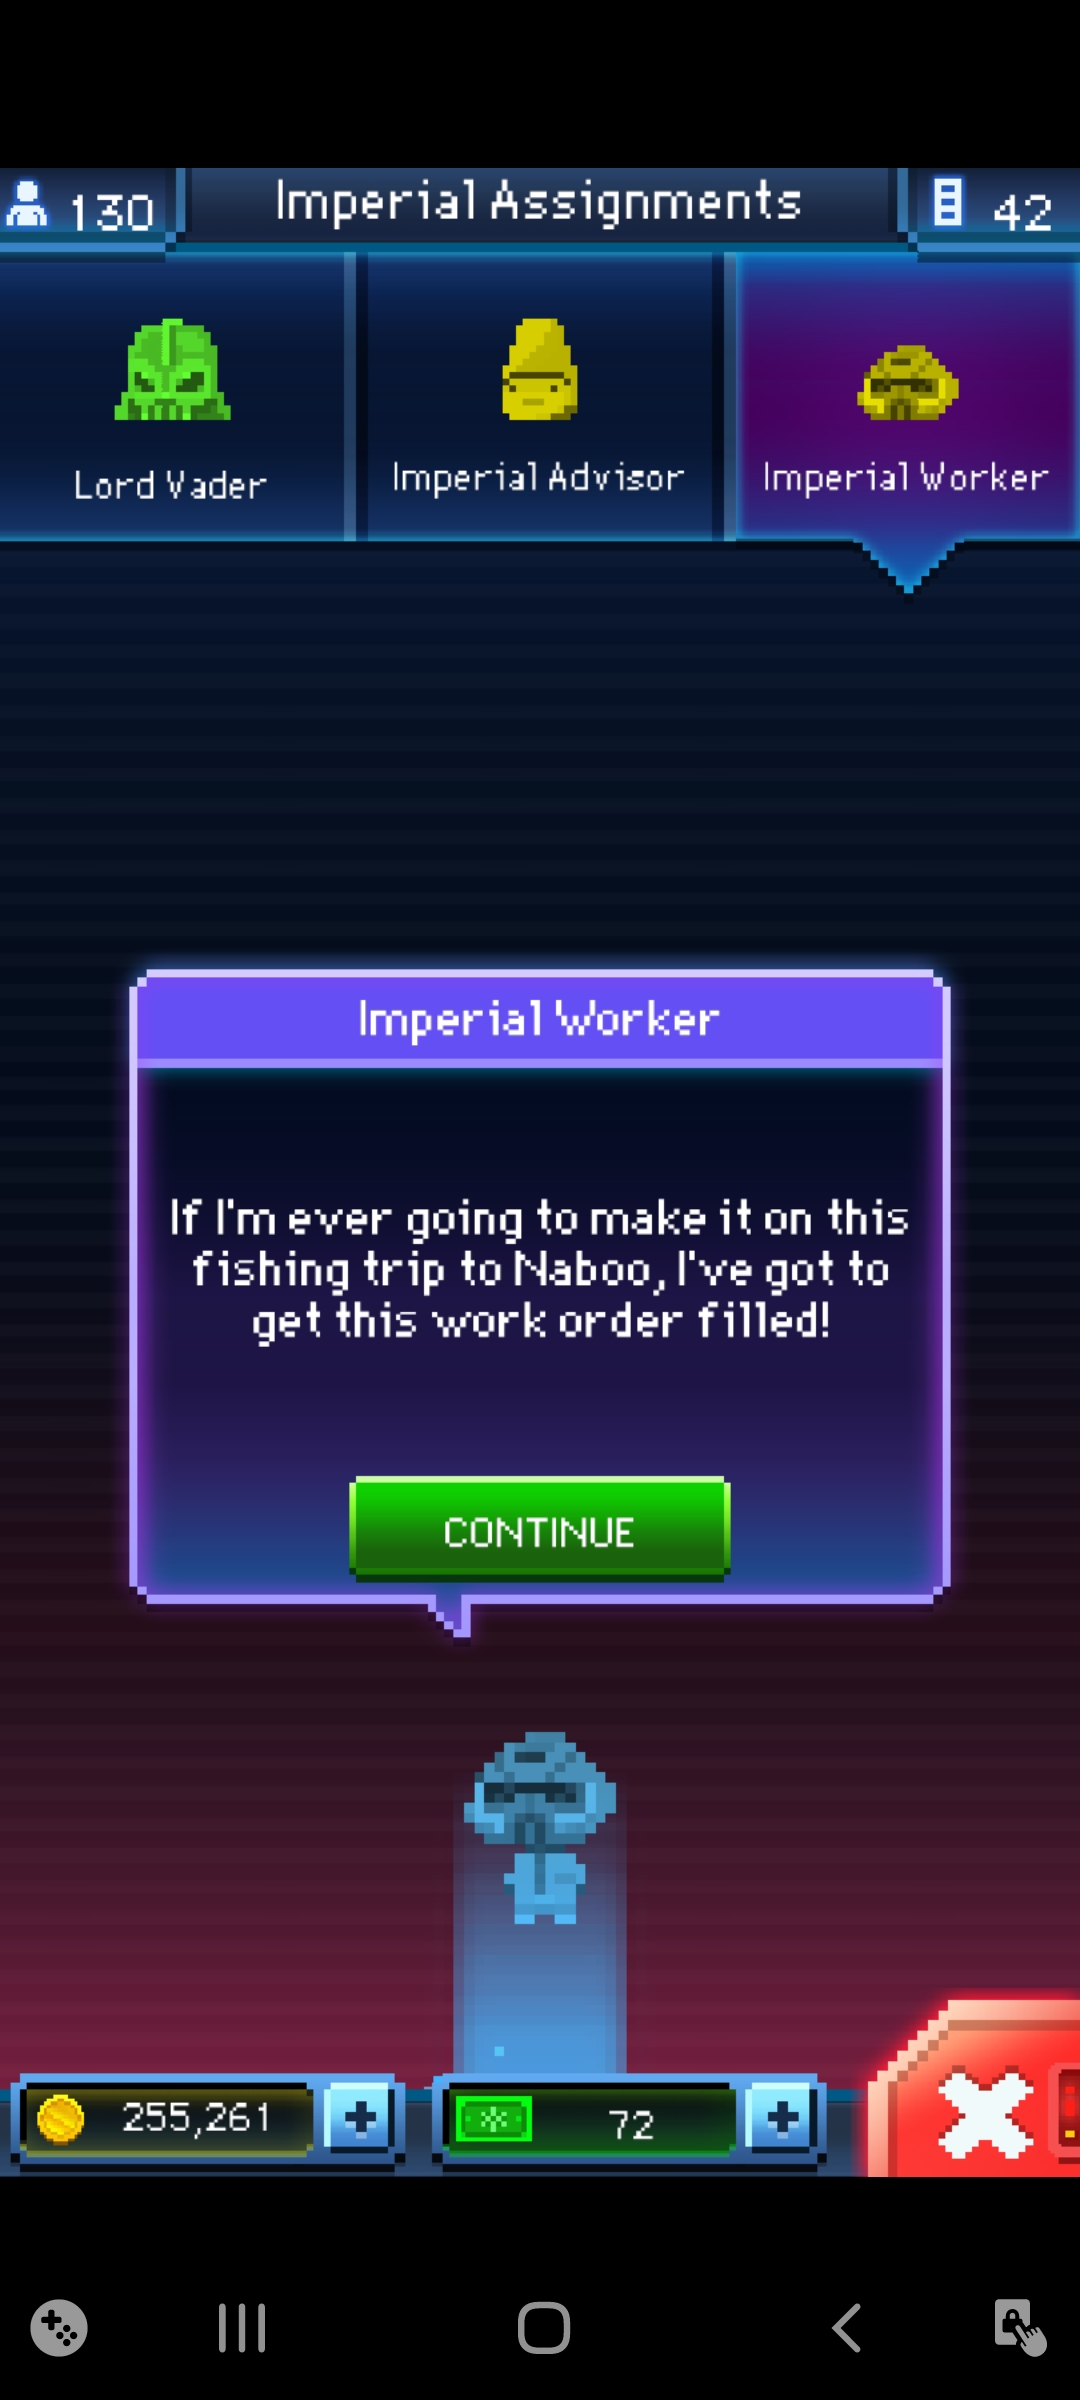 130
Imperial Assignments
42
Lord Vader
Imperial Advisor
Imperial Worker
Imperial Worker
If I'm ever going to make it on this
fishing trip to Naboo, I've got to
get this work order filled!
CONTINUE
255,261
72